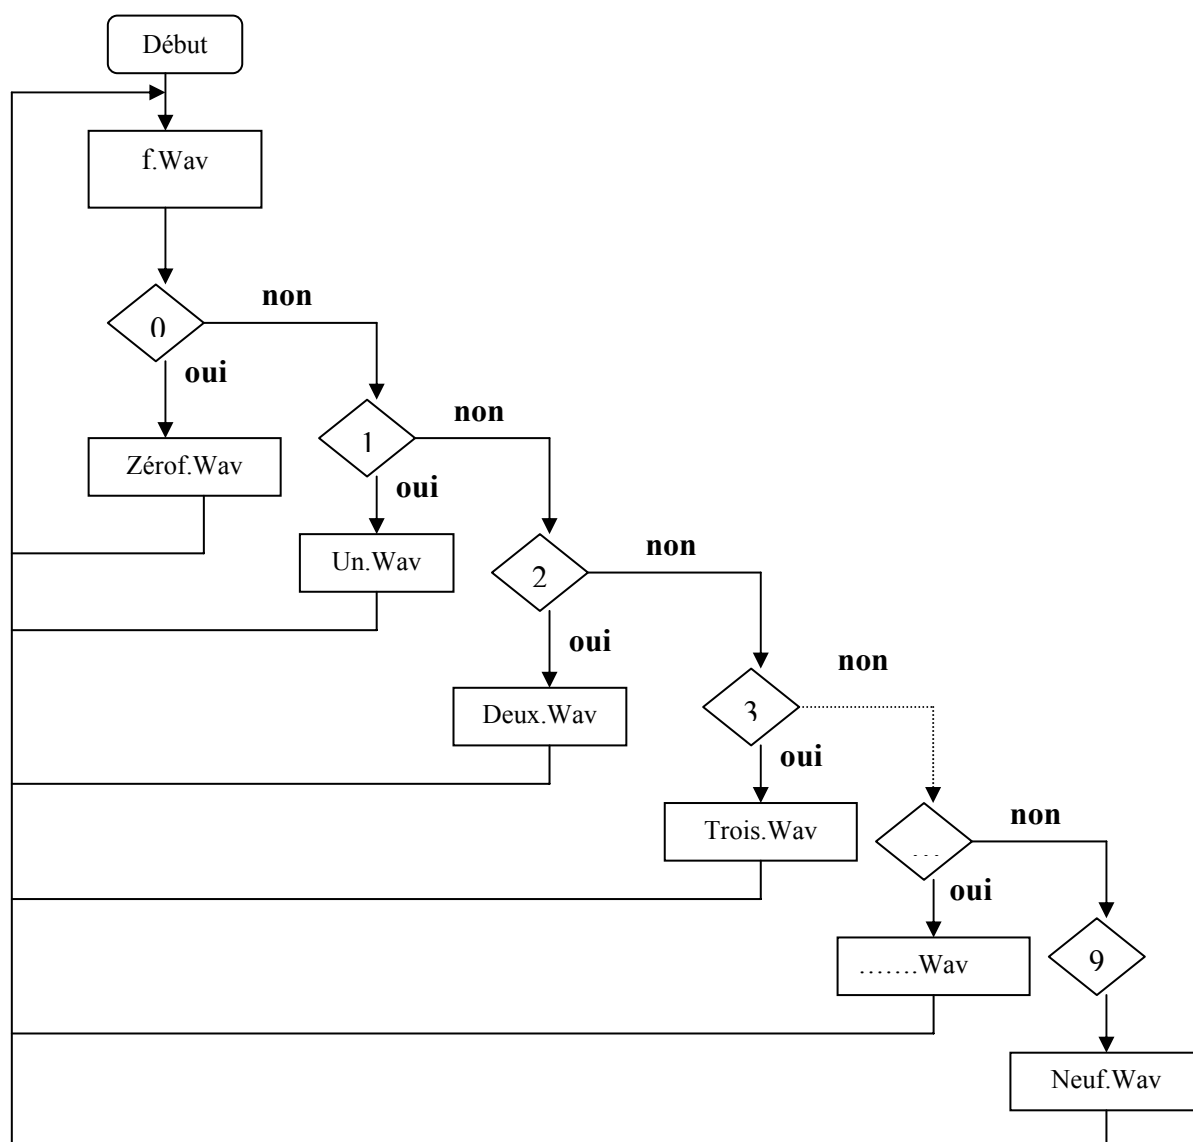 Début
f.Wav
non
0
oui
non
1
Zérof.Wav
oui
non
Un.Wav
2
oui
non
3
Deux.Wav
oui
non
Trois.Wav
...
oui
.......Wav
9
Neuf.Wav